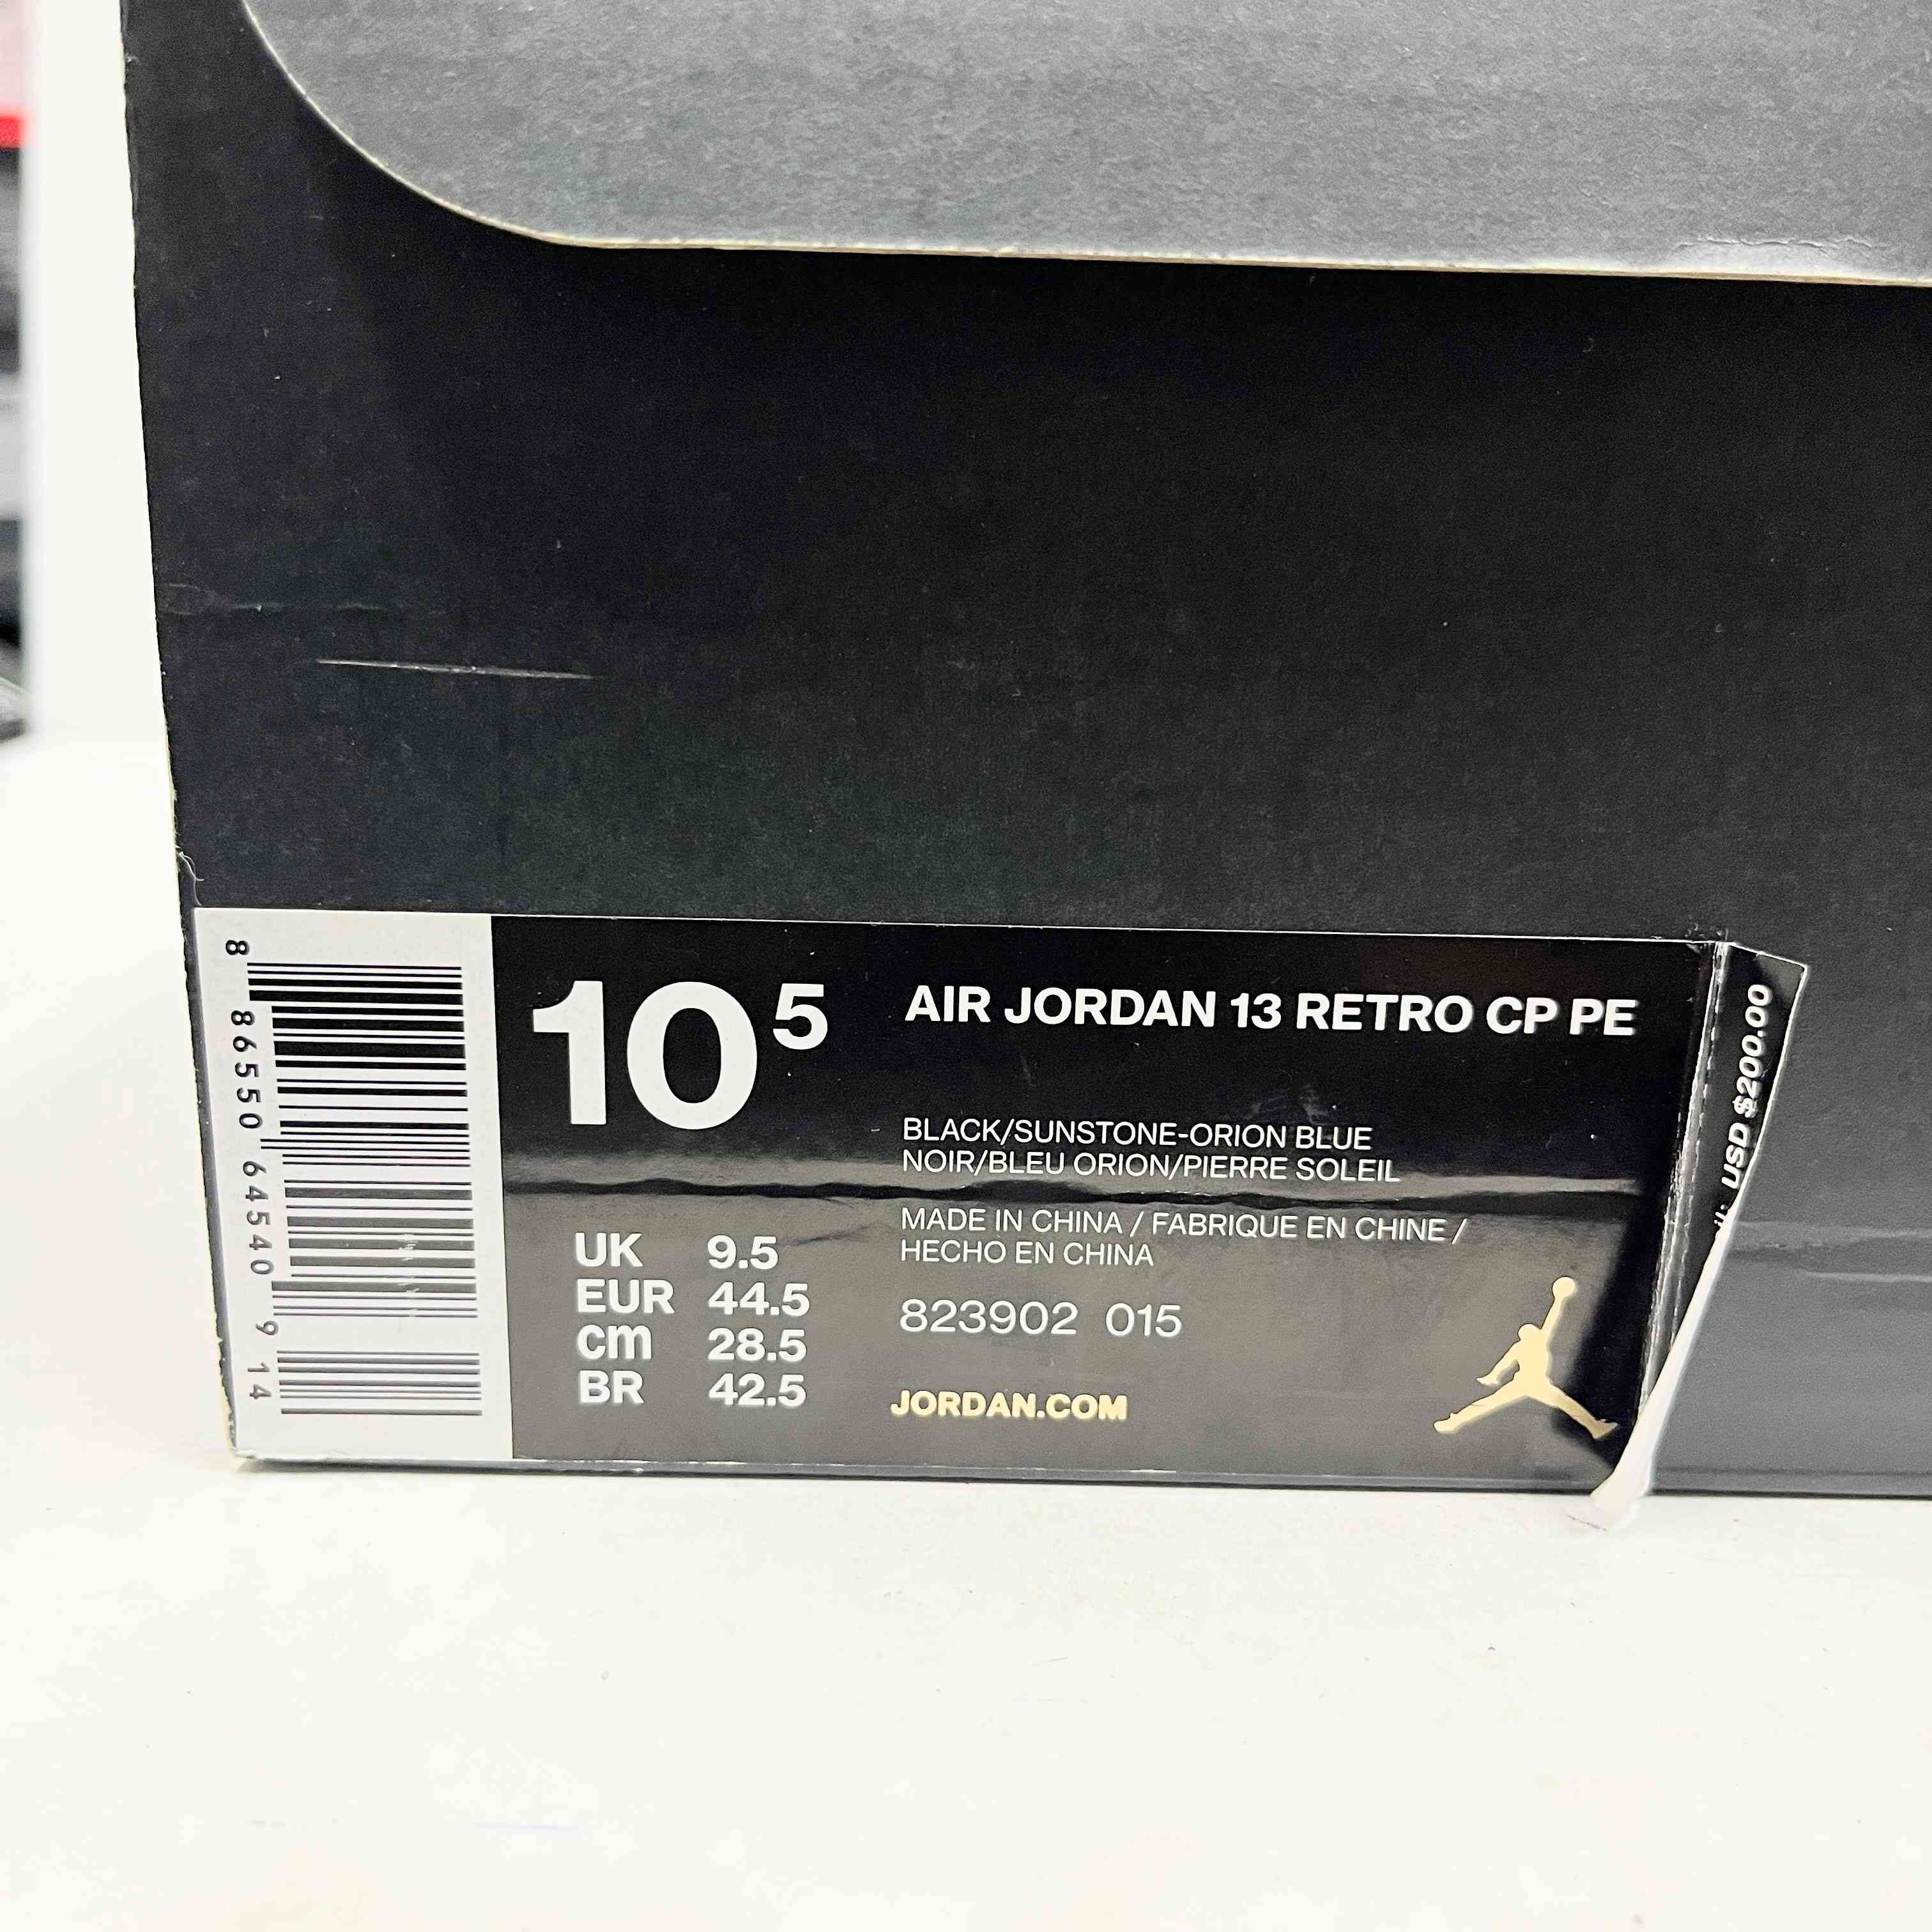 8 86550 64540 9 14
10 5
AIR JORDAN 13 RETRO CP PE
BLACK/SUNSTONE-ORION BLUE
NOIR/BLEU ORION/PIERRE SOLEIL
MADE IN CHINA / FABRIQUE EN CHINE /
HECHO EN CHINA
UK 9.5
EUR 44.5
cm 28.5
BR 42.5
823902 015
JORDAN.COM
USD $200.00